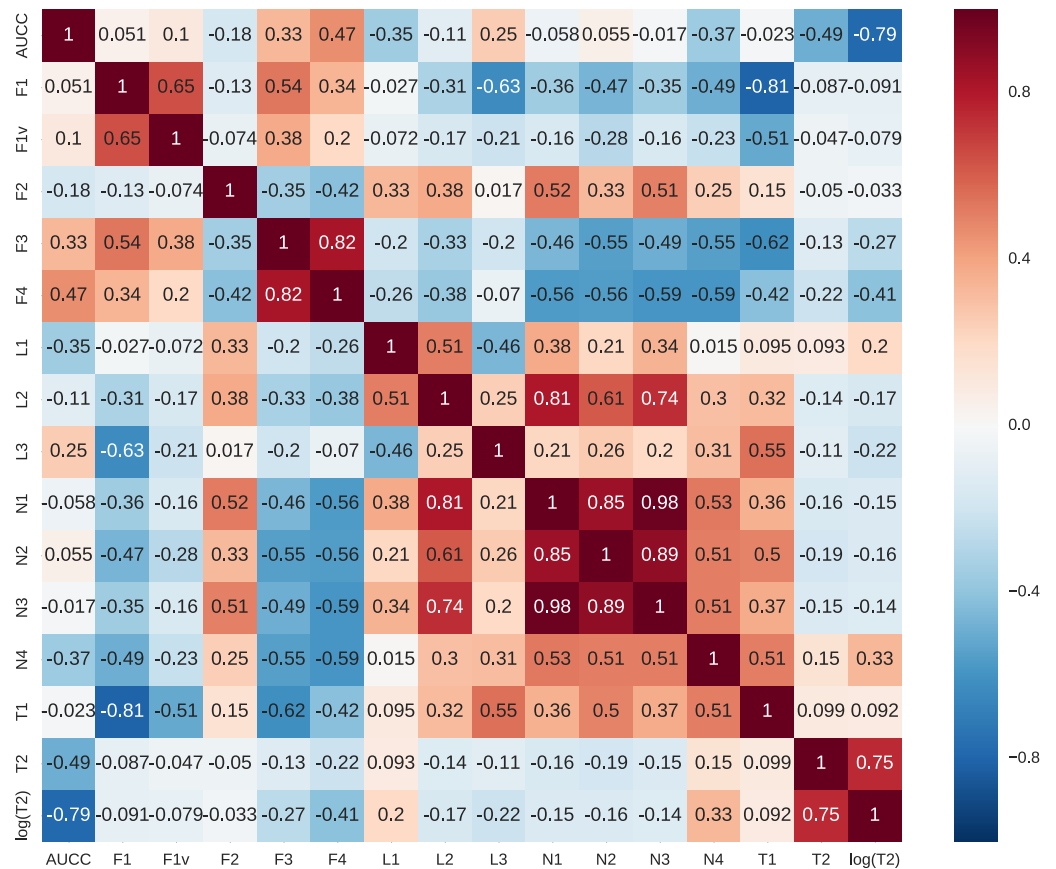 AUCC 1 0.051 0.1 -0.18 0.33 0.47 -0.35 -0.11 0.25 -0.058 0.055 -0.017 -0.37 -0.023 -0.49 -0.79
F1 0.051 1 0.65 -0.13 0.54 0.34 -0.027 -0.31 -0.63 -0.36 -0.47 -0.35 -0.49 -0.81 -0.087 -0.091
F1v 0.1 0.65 1 -0.074 0.38 0.2 -0.072 -0.17 -0.21 -0.16 -0.28 -0.16 -0.23 -0.51 -0.047 -0.079
F2 -0.18 -0.13 -0.074 1 -0.35 -0.42 0.33 0.38 0.017 0.52 0.33 0.51 0.25 0.15 -0.05 -0.033
F3 0.33 0.54 0.38 -0.35 1 0.82 -0.2 -0.33 -0.2 -0.46 -0.55 -0.49 -0.55 -0.62 -0.13 -0.27
F4 0.47 0.34 0.2 -0.42 0.82 1 -0.26 -0.38 -0.07 -0.56 -0.56 -0.59 -0.59 -0.42 -0.22 -0.41
L1 -0.35 -0.027 -0.072 0.33 -0.2 -0.26 1 0.51 -0.46 0.38 0.21 0.34 0.015 0.095 0.093 0.2
L2 -0.11 -0.31 -0.17 0.38 -0.33 -0.38 0.51 1 0.25 0.81 0.61 0.74 0.3 0.32 -0.14 -0.17
L3 0.25 -0.63 -0.21 0.017 -0.2 -0.07 -0.46 0.25 1 0.21 0.26 0.2 0.31 0.55 -0.11 -0.22
N1 -0.058 -0.36 -0.16 0.52 -0.46 -0.56 0.38 0.81 0.21 1 0.85 0.98 0.53 0.36 -0.16 -0.15
N2 0.055 -0.47 -0.28 0.33 -0.55 -0.56 0.21 0.61 0.26 0.85 1 0.89 0.51 0.5 -0.19 -0.16
N3 -0.017 -0.35 -0.16 0.51 -0.49 -0.59 0.34 0.74 0.2 0.98 0.89 1 0.51 0.37 -0.15 -0.14
N4 -0.37 -0.49 -0.23 0.25 -0.55 -0.59 0.015 0.3 0.31 0.53 0.51 0.51 1 0.51 0.15 0.33
T1 -0.023 -0.81 -0.51 0.15 -0.62 -0.42 0.095 0.32 0.55 0.36 0.5 0.37 0.51 1 0.099 0.092
T2 -0.49 -0.087 -0.047 -0.05 -0.13 -0.22 0.093 -0.14 -0.11 -0.16 -0.19 -0.15 0.15 0.099 1 0.75
log(T2) -0.79 -0.091 -0.079 -0.033 -0.27 -0.41 0.2 -0.17 -0.22 -0.15 -0.16 -0.14 0.33 0.092 0.75 1
AUCC F1 F1v F2 F3 F4 L1 L2 L3 N1 N2 N3 N4 T1 T2 log(T2)
0.8
0.4
0.0
−0.4
−0.8